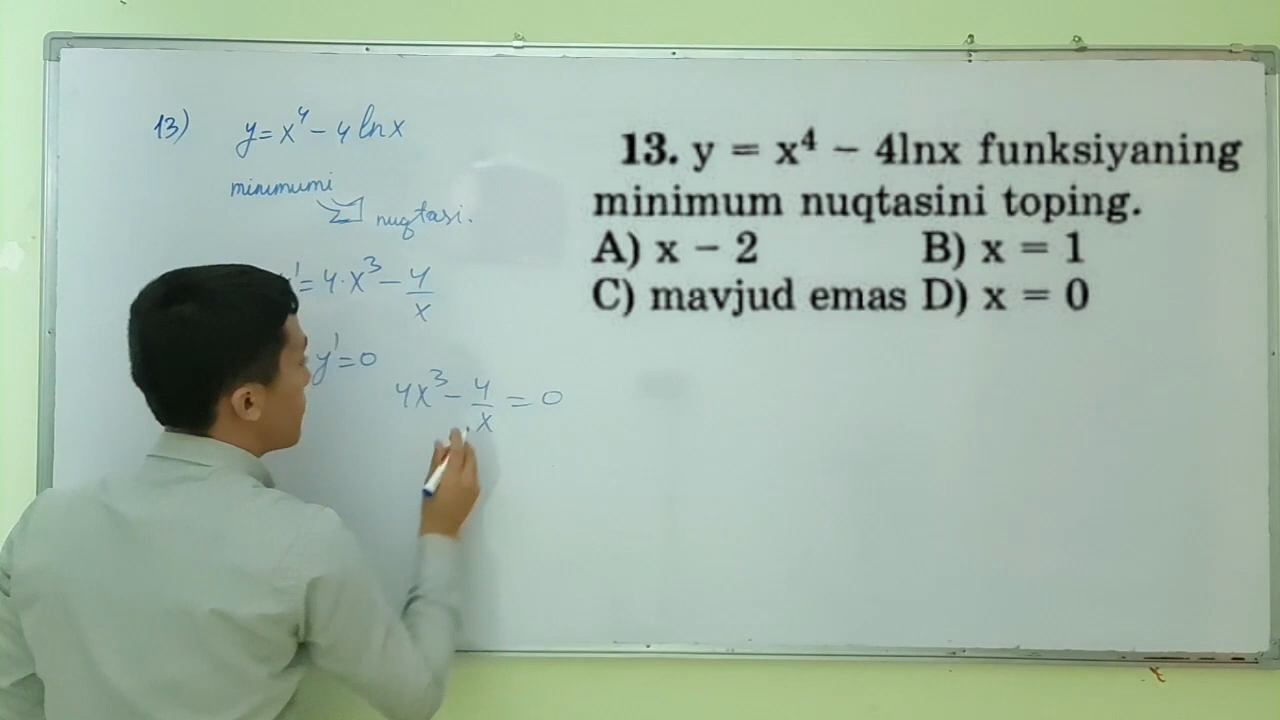 13) y = x⁴ - 4 ln x
minimumi
nuqtasi.
y' = 4·x³ - 4/x
y' = 0
4x³ - 4/x = 0
13. y = x⁴ − 4lnx funksiyaning
minimum nuqtasini toping.
A) x − 2 B) x = 1
C) mavjud emas D) x = 0